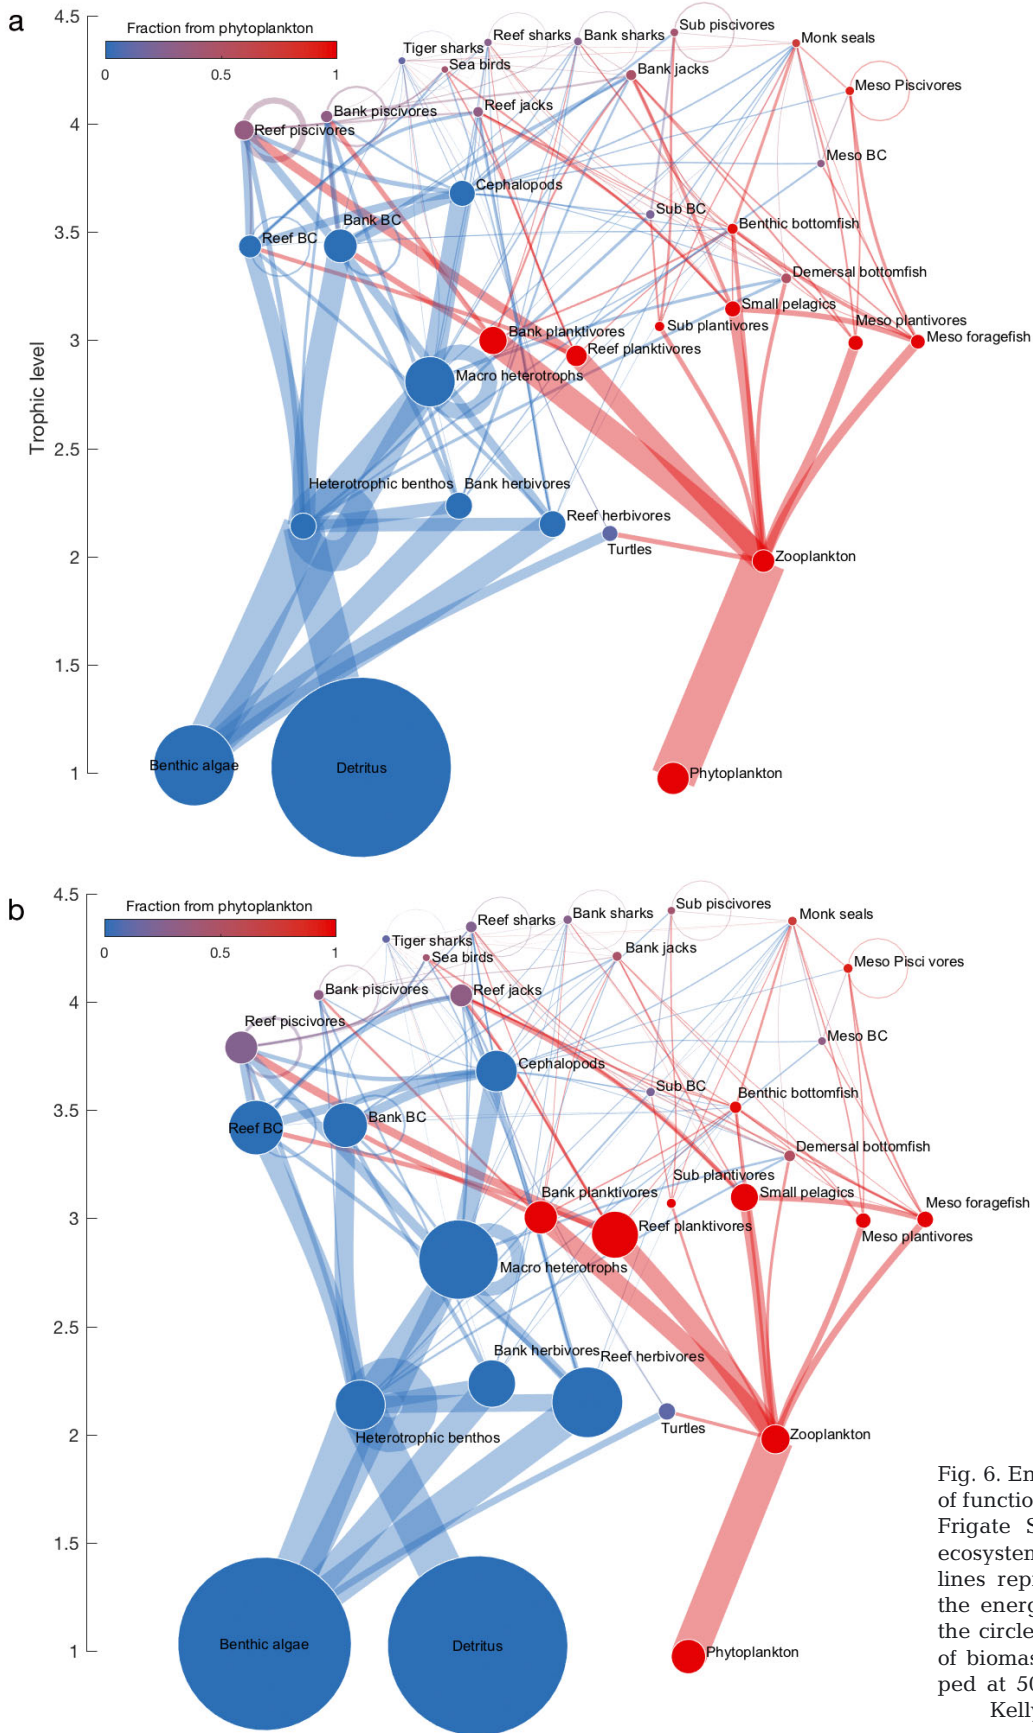 a
4.5
Fraction from phytoplankton
0 0.5 1
Reef sharks
Bank sharks
Sub piscivores
Monk seals
Tiger sharks
Sea birds
Bank jacks
Meso Piscivores
4
Reef piscivores
Bank piscivores
Reef jacks
Meso BC
Cephalopods
3.5
Reef BC
Bank BC
Sub BC
Benthic bottomfish
Demersal bottomfish
Small pelagics
3
Bank planktivores
Sub plantivores
Meso plantivores
Meso foragefish
Reef planktivores
Macro heterotrophs
Trophic level
2.5
Heterotrophic benthos
Bank herbivores
Reef herbivores
2
Turtles
Zooplankton
1.5
1
Benthic algae
Detritus
Phytoplankton
b
4.5
Fraction from phytoplankton
0 0.5 1
Reef sharks
Bank sharks
Sub piscivores
Monk seals
Tiger sharks
Sea birds
Bank jacks
Meso Pisci vores
4
Bank piscivores
Reef jacks
Reef piscivores
Meso BC
Cephalopods
Sub BC
Benthic bottomfish
3.5
Reef BC
Bank BC
Demersal bottomfish
Sub plantivores
Bank planktivores
Small pelagics
Meso foragefish
3
Reef planktivores
Meso plantivores
Macro heterotrophs
2.5
Bank herbivores
Reef herbivores
2
Heterotrophic benthos
Turtles
Zooplankton
1.5
1
Benthic algae
Detritus
Phytoplankton
Fig. 6. En
of function
Frigate S
ecosystem
lines repr
the energ
the circle
of biomas
ped at 50
Kelly